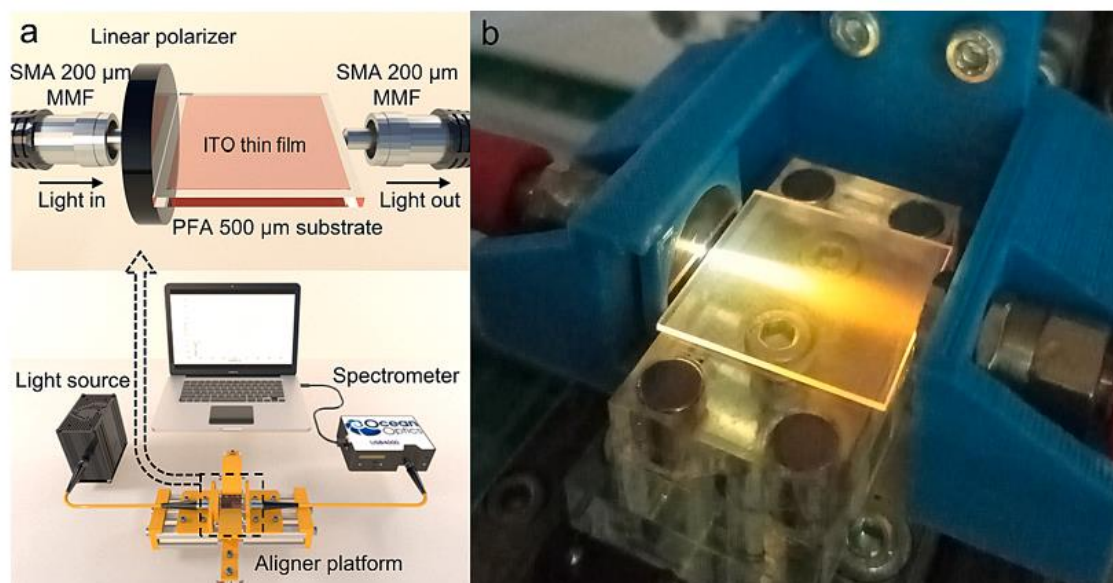 a
Linear polarizer
SMA 200 µm
MMF
SMA 200 µm
MMF
ITO thin film
Light in
Light out
PFA 500 µm substrate
Light source
Spectrometer
Ocean
Optics
USB4000
Aligner platform
b